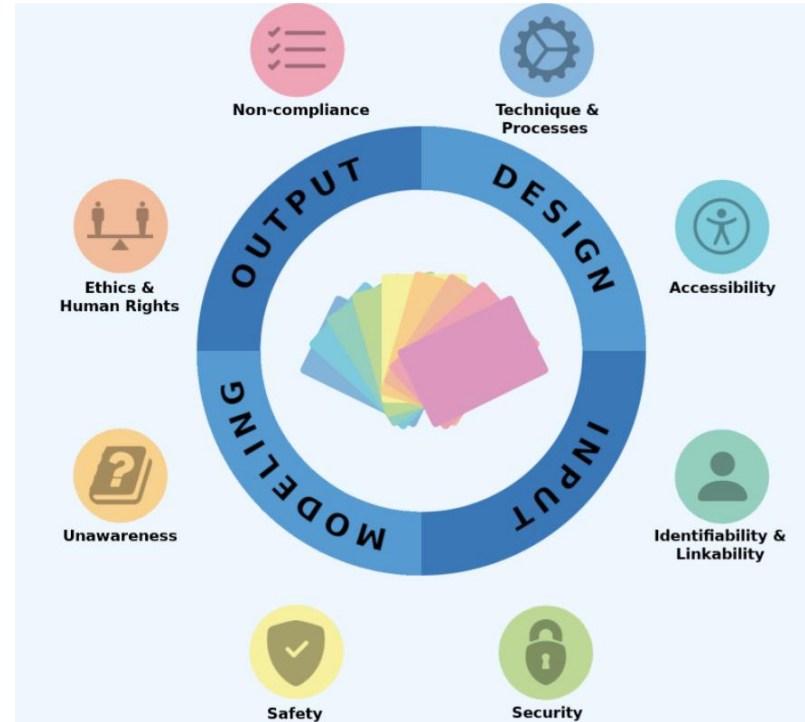 Non-compliance
Technique &
Processes
OUTPUT
DESIGN
Ethics &
Human Rights
Accessibility
MODELING
INPUT
Unawareness
Identifiability &
Linkability
?
Safety
Security